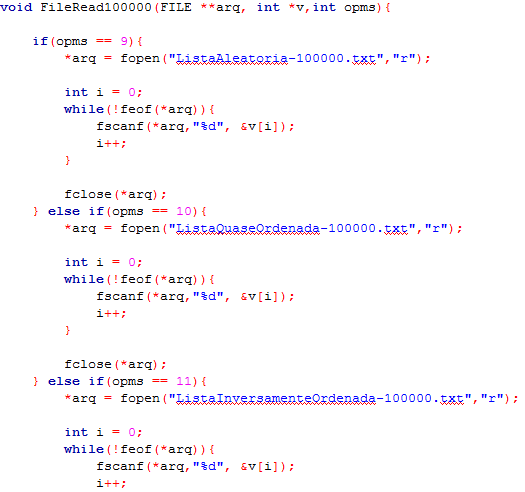 void FileRead100000(FILE **arq, int *v,int opms){
if(opms == 9){
*arq = fopen("ListaAleatoria-100000.txt","r");
int i = 0;
while(!feof(*arq)){
fscanf(*arq,"%d", &v[i]);
i++;
}
fclose(*arq);
} else if(opms == 10){
*arq = fopen("ListaQuaseOrdenada-100000.txt","r");
int i = 0;
while(!feof(*arq)){
fscanf(*arq,"%d", &v[i]);
i++;
}
fclose(*arq);
} else if(opms == 11){
*arq = fopen("ListaInversamenteOrdenada-100000.txt","r");
int i = 0;
while(!feof(*arq)){
fscanf(*arq,"%d", &v[i]);
i++;